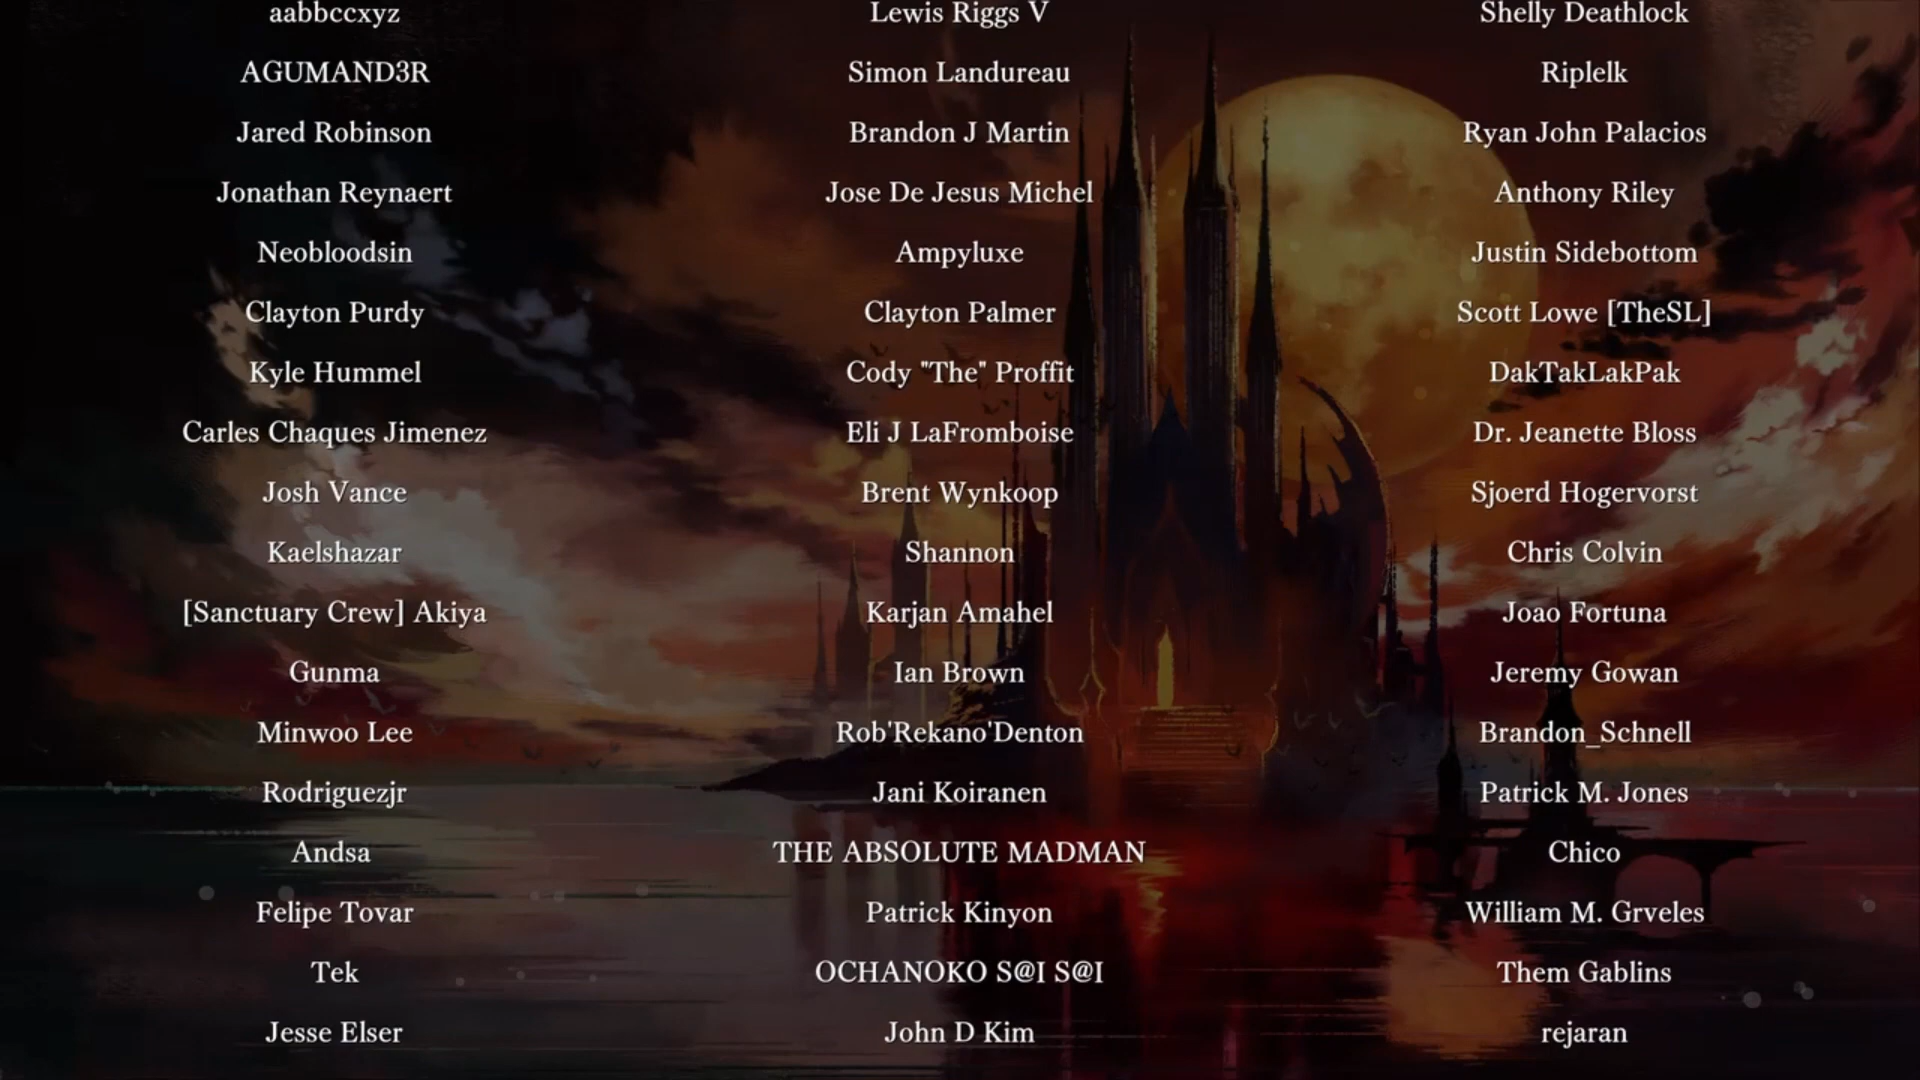 aabbccxyz
Lewis Riggs V
Shelly Deathlock
AGUMAND3R
Simon Landureau
Riplelk
Jared Robinson
Brandon J Martin
Ryan John Palacios
Jonathan Reynaert
Jose De Jesus Michel
Anthony Riley
Neobloodsin
Ampyluxe
Justin Sidebottom
Clayton Purdy
Clayton Palmer
Scott Lowe [TheSL]
Kyle Hummel
Cody "The" Proffit
DakTakLakPak
Carles Chaques Jimenez
Eli J LaFromboise
Dr. Jeanette Bloss
Josh Vance
Brent Wynkoop
Sjoerd Hogervorst
Kaelshazar
Shannon
Chris Colvin
[Sanctuary Crew] Akiya
Karjan Amahel
Joao Fortuna
Gunma
Ian Brown
Jeremy Gowan
Minwoo Lee
Rob'Rekano'Denton
Brandon_Schnell
Rodriguezjr
Jani Koiranen
Patrick M. Jones
Andsa
THE ABSOLUTE MADMAN
Chico
Felipe Tovar
Patrick Kinyon
William M. Grveles
Tek
OCHANOKO S@I S@I
Them Gablins
Jesse Elser
John D Kim
rejaran